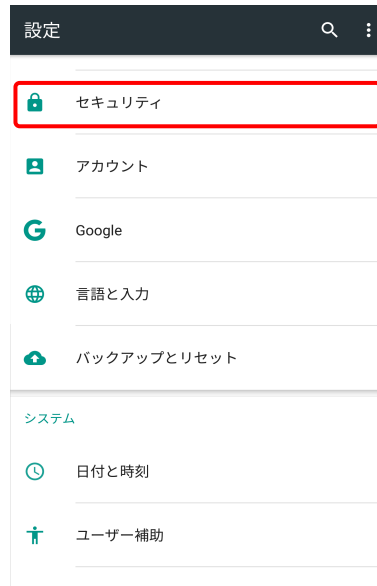 設定
セキュリティ
アカウント
Google
言語と入力
バックアップとリセット
システム
日付と時刻
ユーザー補助